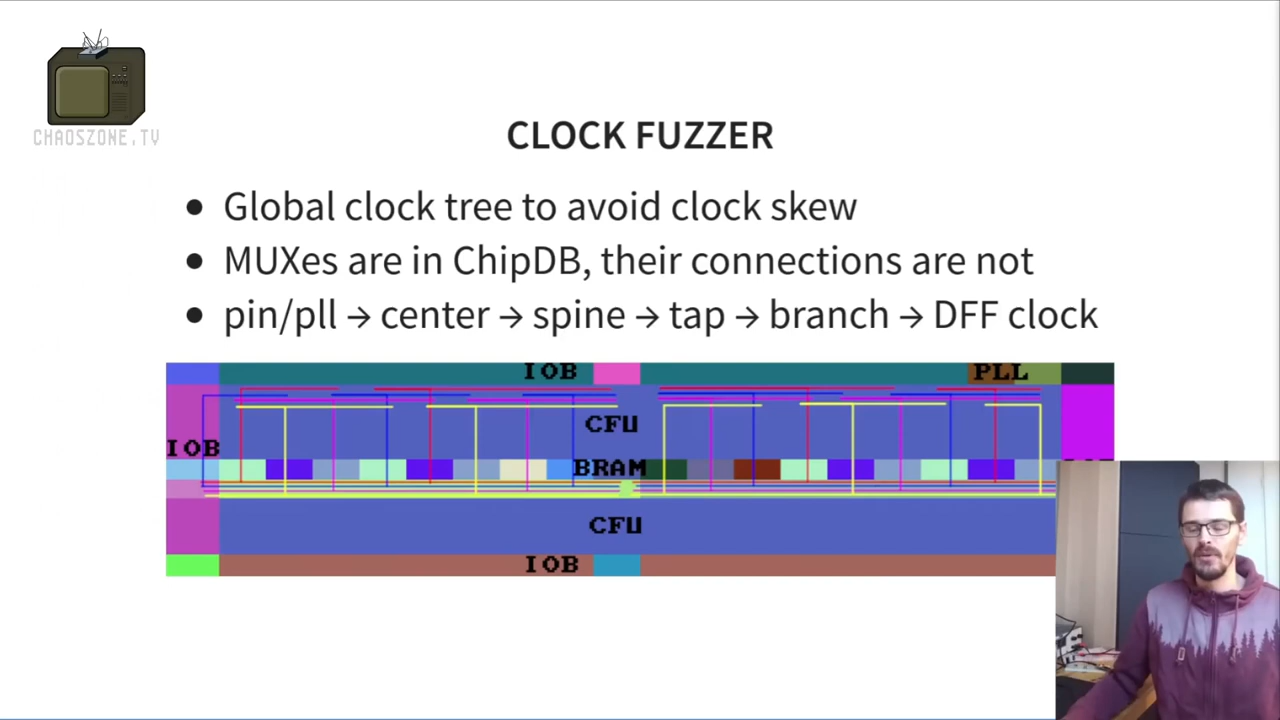 CHAOSZONE.TV
CLOCK FUZZER
Global clock tree to avoid clock skew
MUXes are in ChipDB, their connections are not
pin/pll → center → spine → tap → branch → DFF clock
IOB
PLL
CFU
IOB
BRAM
CFU
IOB